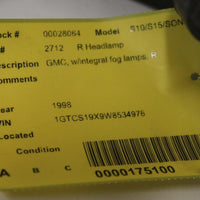 ock # 00028064 Model S10/S15/SON
# 2712 R Headlamp
escription GMC, w/integral fog lamps, R
omments
ear 1998
IN 1GTCS19X9W8534976
Located
Condition
A B C 0000175100